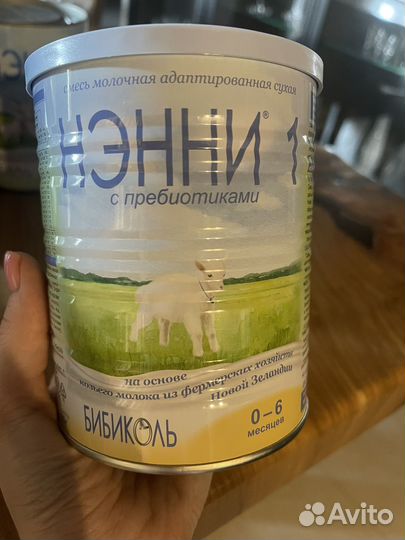 смесь молочная адаптированная сухая
НЭННИ® 1
с пребиотиками
на основе
козьего молока из фермерских хозяйств
Новой Зеландии
БИБИКОЛЬ
0–6
месяцев
Avito